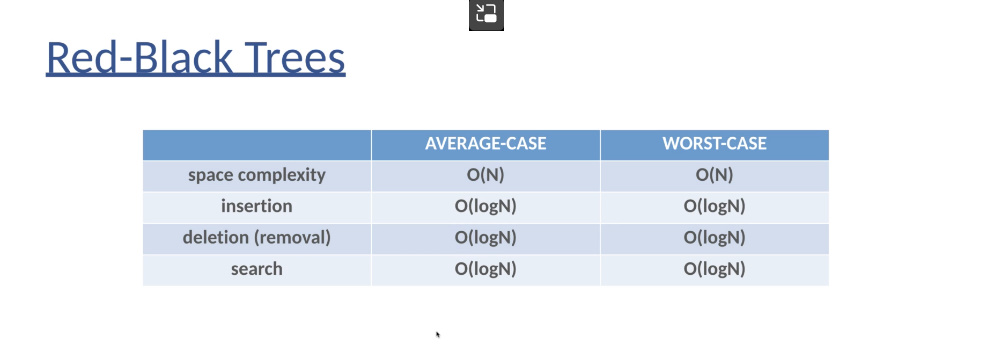 Red-Black Trees
AVERAGE-CASE WORST-CASE
space complexity O(N) O(N)
insertion O(logN) O(logN)
deletion (removal) O(logN) O(logN)
search O(logN) O(logN)